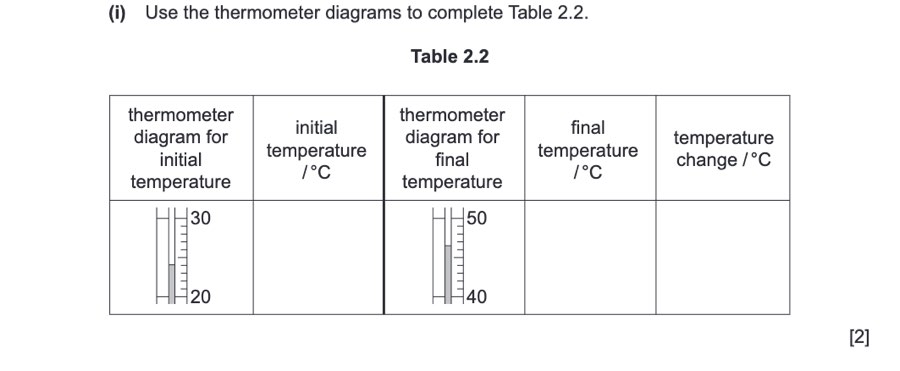 (i) Use the thermometer diagrams to complete Table 2.2.
Table 2.2
thermometer
diagram for
initial
temperature
initial
temperature
/ °C
thermometer
diagram for
final
temperature
final
temperature
/ °C
temperature
change / °C
30
20
50
40
[2]